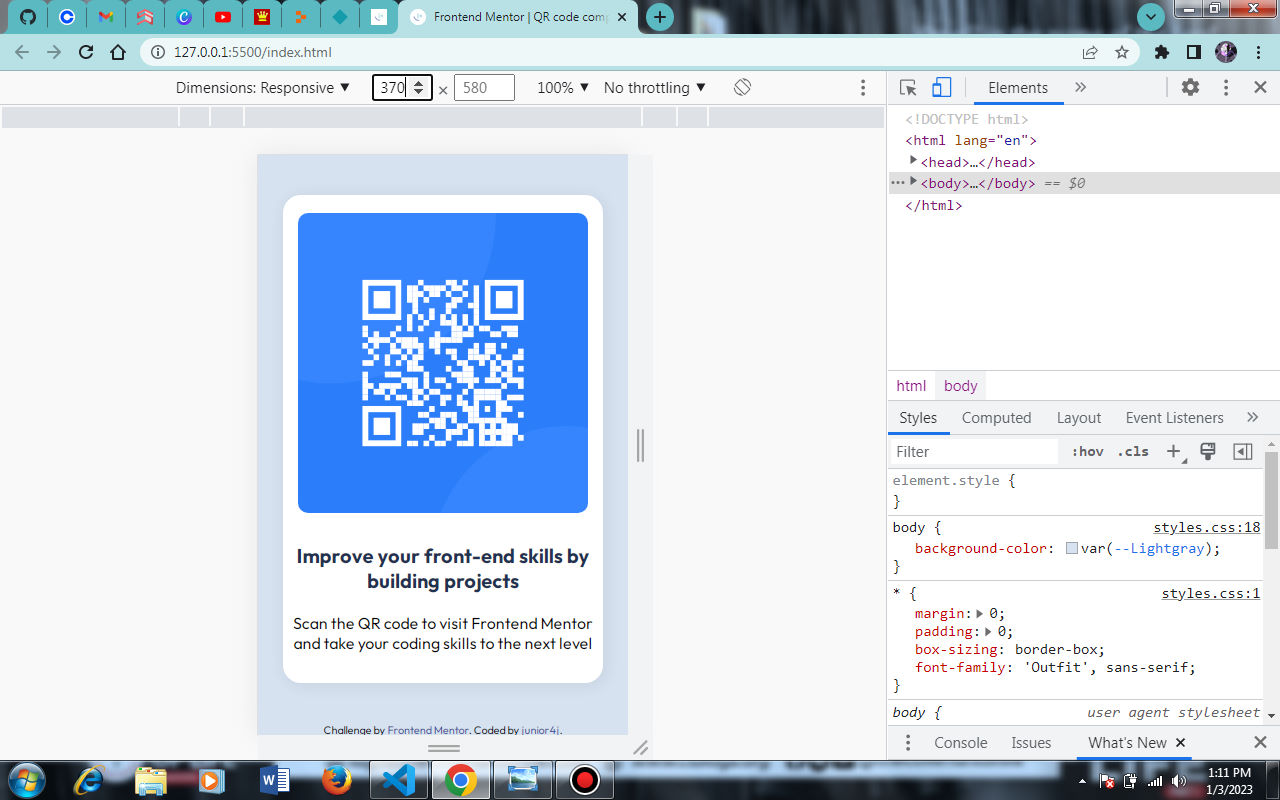 Frontend Mentor | QR code comp
127.0.0.1:5500/index.html
Dimensions: Responsive 370 × 580 100% No throttling
Elements
<!DOCTYPE html>
<html lang="en">
<head>…</head>
<body>…</body> == $0
</html>
Improve your front-end skills by
building projects
Scan the QR code to visit Frontend Mentor
and take your coding skills to the next level
Challenge by Frontend Mentor. Coded by junior4j.
html body
Styles Computed Layout Event Listeners
Filter :hov .cls
element.style {
}
body { styles.css:18
background-color: var(--Lightgray);
}
* { styles.css:1
margin: 0;
padding: 0;
box-sizing: border-box;
font-family: 'Outfit', sans-serif;
}
body { user agent stylesheet
Console Issues What's New
1:11 PM
1/3/2023